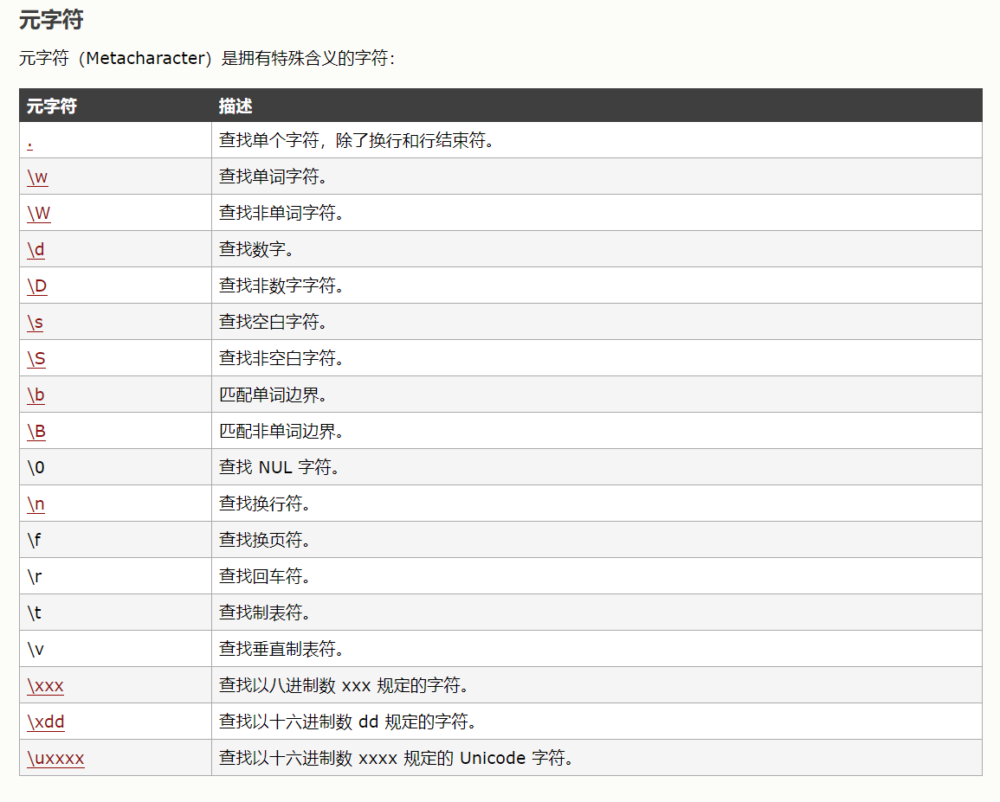 元字符
元字符（Metacharacter）是拥有特殊含义的字符：
元字符 描述
. 查找单个字符，除了换行和行结束符。
\w 查找单词字符。
\W 查找非单词字符。
\d 查找数字。
\D 查找非数字字符。
\s 查找空白字符。
\S 查找非空白字符。
\b 匹配单词边界。
\B 匹配非单词边界。
\0 查找 NUL 字符。
\n 查找换行符。
\f 查找换页符。
\r 查找回车符。
\t 查找制表符。
\v 查找垂直制表符。
\xxx 查找以八进制数 xxx 规定的字符。
\xdd 查找以十六进制数 dd 规定的字符。
\uxxxx 查找以十六进制数 xxxx 规定的 Unicode 字符。